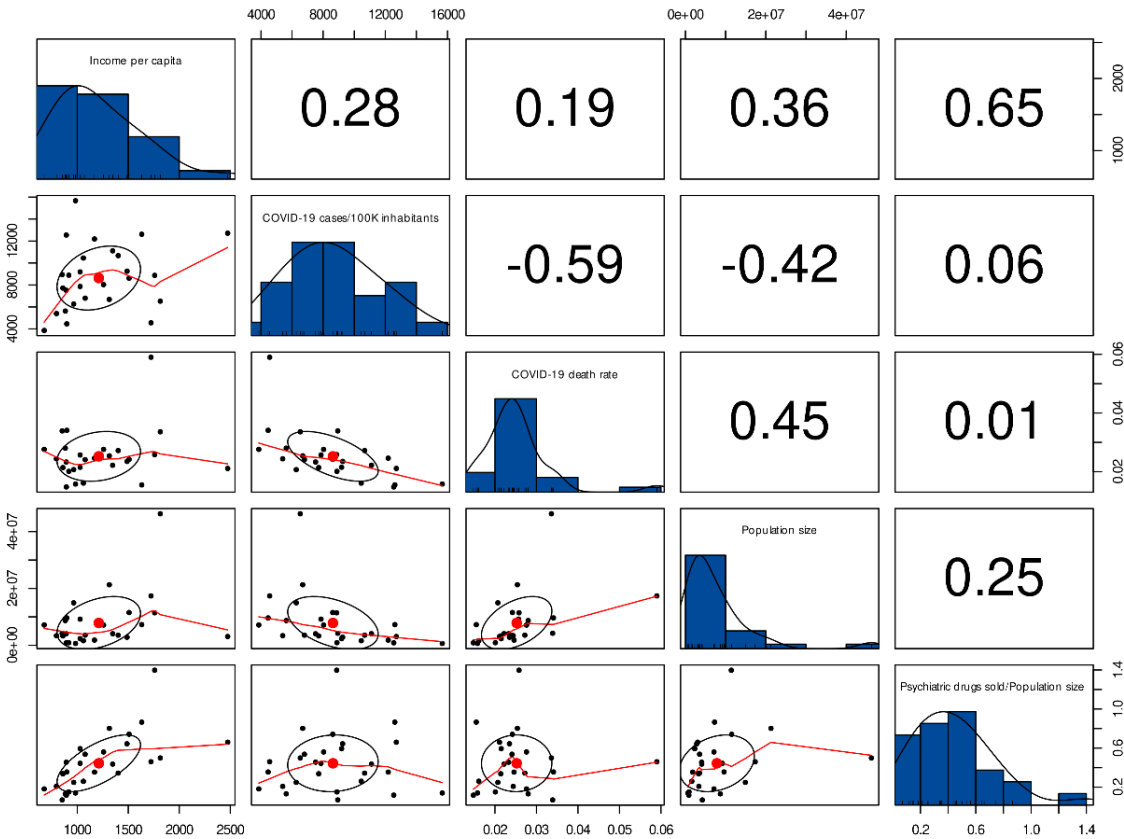 4000 8000 12000 16000 0e+00 2e+07 4e+07
Income per capita
0.28
0.19
0.36
0.65
1000 2000
COVID-19 cases/100K inhabitants
-0.59
-0.42
0.06
4000 8000 12000
COVID-19 death rate
0.45
0.01
0.02 0.04 0.06
Population size
0.25
0e+00 2e+07 4e+07
Psychiatric drugs sold/Population size
0.2 0.6 1.0 1.4
1000 1500 2000 2500 0.02 0.03 0.04 0.05 0.06 0.2 0.6 1.0 1.4